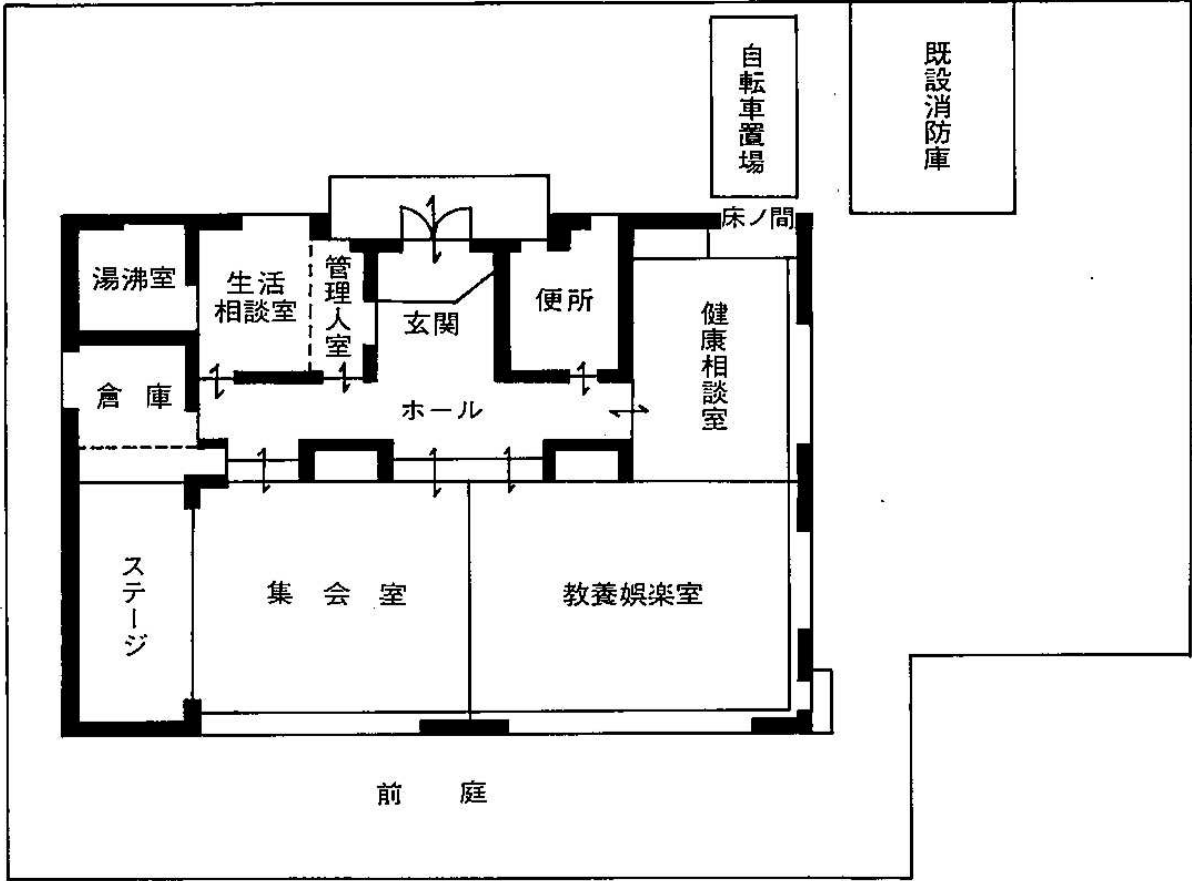 自転車置場
既設消防庫
床ノ間
湯沸室
生活
相談室
管理人室
玄関
便所
健康相談室
倉庫
ホール
ステージ
集会室
教養娯楽室
前庭